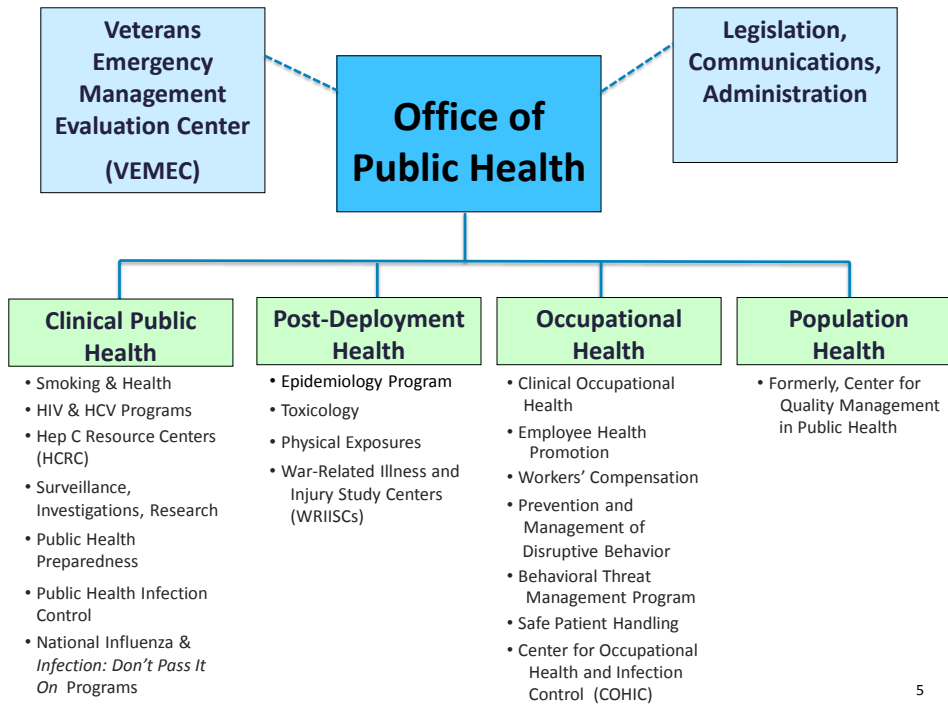 Veterans
Emergency
Management
Evaluation Center
(VEMEC)
Office of
Public Health
Legislation,
Communications,
Administration
Clinical Public
Health
• Smoking & Health
• HIV & HCV Programs
• Hep C Resource Centers
(HCRC)
• Surveillance,
Investigations, Research
• Public Health
Preparedness
• Public Health Infection
Control
• National Influenza &
Infection: Don't Pass It
On Programs
Post-Deployment
Health
• Epidemiology Program
• Toxicology
• Physical Exposures
• War-Related Illness and
Injury Study Centers
(WRIISCs)
Occupational
Health
• Clinical Occupational
Health
• Employee Health
Promotion
• Workers' Compensation
• Prevention and
Management of
Disruptive Behavior
• Behavioral Threat
Management Program
• Safe Patient Handling
• Center for Occupational
Health and Infection
Control (COHIC)
Population
Health
• Formerly, Center for
Quality Management
in Public Health
5